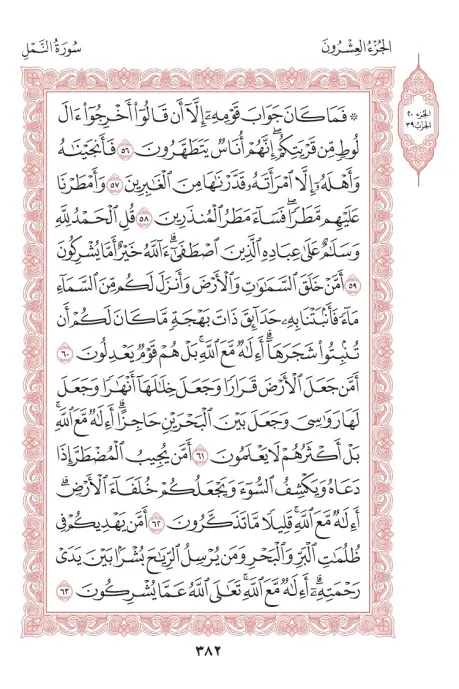 الجُزْءُ العِشْرُونَ
سُورَةُ النَّمْلِ
الجزء ٢٠
الحزب ٣٩
۞ فَمَا كَانَ جَوَابَ قَوْمِهِۦٓ إِلَّآ أَن قَالُوٓا۟ أَخْرِجُوٓا۟ ءَالَ
لُوطٍ مِّن قَرْيَتِكُمْ ۖ إِنَّهُمْ أُنَاسٌ يَتَطَهَّرُونَ ٥٦ فَأَنجَيْنَٰهُ
وَأَهْلَهُۥٓ إِلَّا ٱمْرَأَتَهُۥ قَدَّرْنَٰهَا مِنَ ٱلْغَٰبِرِينَ ٥٧ وَأَمْطَرْنَا
عَلَيْهِم مَّطَرًا ۖ فَسَآءَ مَطَرُ ٱلْمُنذَرِينَ ٥٨ قُلِ ٱلْحَمْدُ لِلَّهِ
وَسَلَٰمٌ عَلَىٰ عِبَادِهِ ٱلَّذِينَ ٱصْطَفَىٰٓ ۗ ءَآللَّهُ خَيْرٌ أَمَّا يُشْرِكُونَ
٥٩ أَمَّنْ خَلَقَ ٱلسَّمَٰوَٰتِ وَٱلْأَرْضَ وَأَنزَلَ لَكُم مِّنَ ٱلسَّمَآءِ
مَآءً فَأَنۢبَتْنَا بِهِۦ حَدَآئِقَ ذَاتَ بَهْجَةٍ مَّا كَانَ لَكُمْ أَن
تُنۢبِتُوا۟ شَجَرَهَآ ۗ أَءِلَٰهٌ مَّعَ ٱللَّهِ ۚ بَلْ هُمْ قَوْمٌ يَعْدِلُونَ ٦٠
أَمَّن جَعَلَ ٱلْأَرْضَ قَرَارًا وَجَعَلَ خِلَٰلَهَآ أَنْهَٰرًا وَجَعَلَ
لَهَا رَوَٰسِىَ وَجَعَلَ بَيْنَ ٱلْبَحْرَيْنِ حَاجِزًا ۗ أَءِلَٰهٌ مَّعَ ٱللَّهِ ۚ
بَلْ أَكْثَرُهُمْ لَا يَعْلَمُونَ ٦١ أَمَّن يُجِيبُ ٱلْمُضْطَرَّ إِذَا
دَعَاهُ وَيَكْشِفُ ٱلسُّوٓءَ وَيَجْعَلُكُمْ خُلَفَآءَ ٱلْأَرْضِ ۗ
أَءِلَٰهٌ مَّعَ ٱللَّهِ ۚ قَلِيلًا مَّا تَذَكَّرُونَ ٦٢ أَمَّن يَهْدِيكُمْ فِى
ظُلُمَٰتِ ٱلْبَرِّ وَٱلْبَحْرِ وَمَن يُرْسِلُ ٱلرِّيَٰحَ بُشْرًۢا بَيْنَ يَدَىْ
رَحْمَتِهِۦٓ ۗ أَءِلَٰهٌ مَّعَ ٱللَّهِ ۚ تَعَٰلَى ٱللَّهُ عَمَّا يُشْرِكُونَ ٦٣
٣٨٢